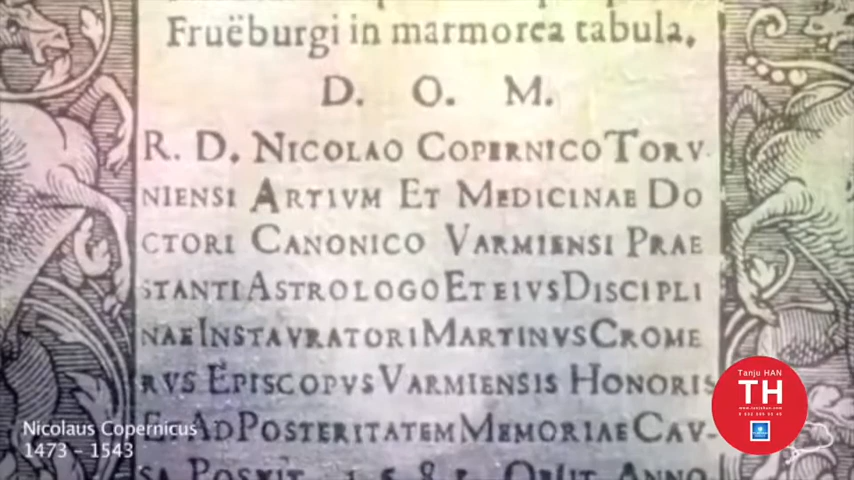 Fruëburgi in marmorea tabula.
D. O. M.
R. D. NICOLAO COPERNICO TORV
NIENSI ARTIVM ET MEDICINAE DO
CTORI CANONICO VARMIENSI PRAE
STANTI ASTROLOGO ET EIVS DISCIPLI
NAE INSTAVRATORI MARTINVS CROME
RVS EPISCOPVS VARMIENSIS HONORIS
AD POSTERITATEM MEMORIAE CAV-
SA POSVIT OBIIT ANNO
Nicolaus Copernicus
1473 – 1543
Tanju HAN
TH